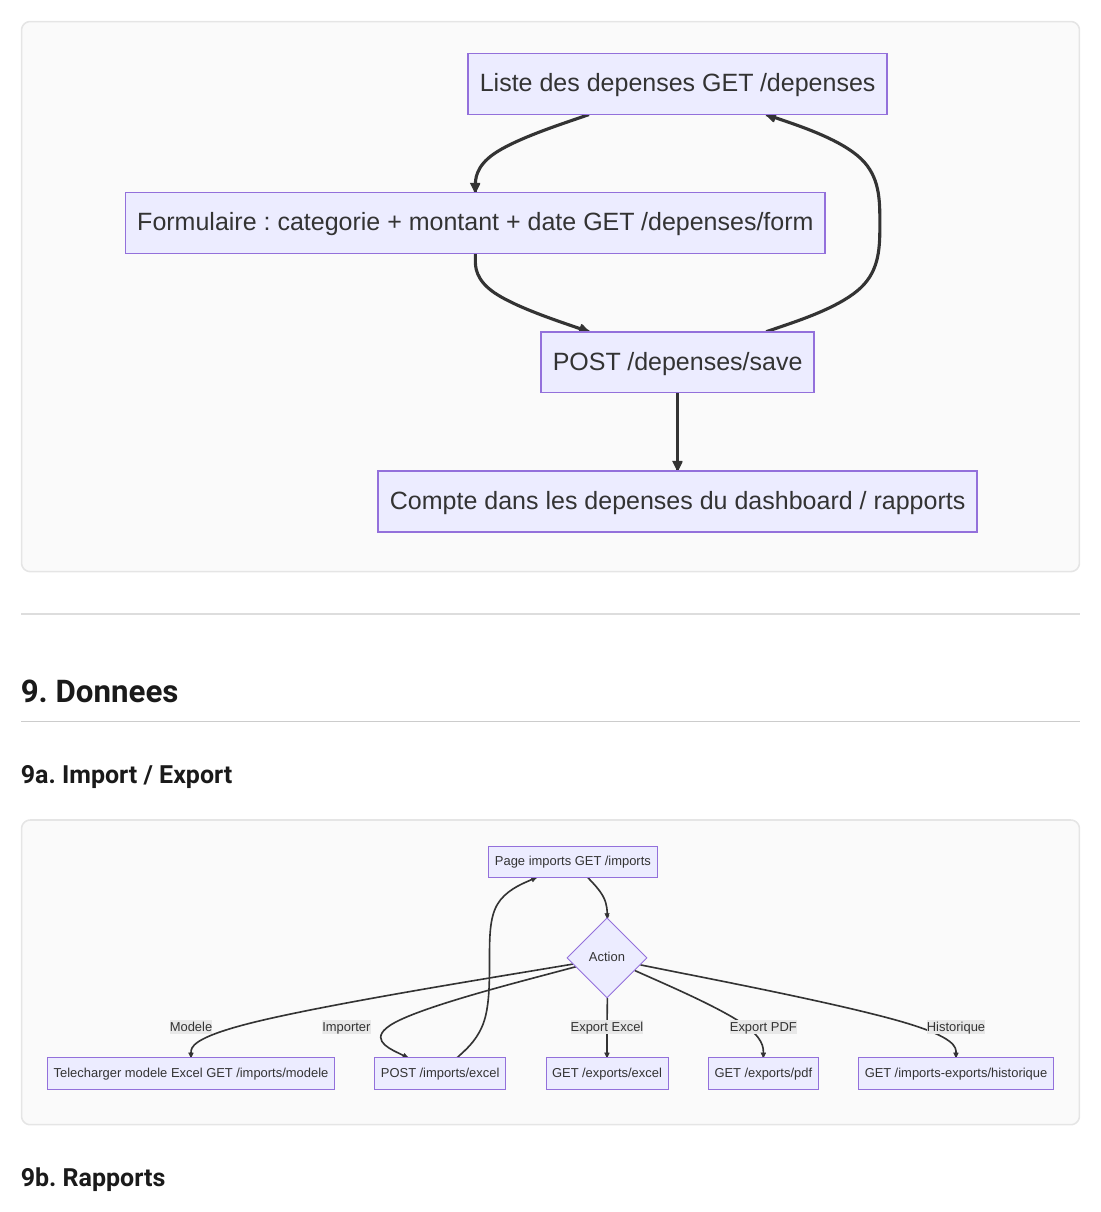 Liste des depenses GET /depenses
Formulaire : categorie + montant + date GET /depenses/form
POST /depenses/save
Compte dans les depenses du dashboard / rapports
9. Donnees
9a. Import / Export
Page imports GET /imports
Action
Modele
Importer
Export Excel
Export PDF
Historique
Telecharger modele Excel GET /imports/modele
POST /imports/excel
GET /exports/excel
GET /exports/pdf
GET /imports-exports/historique
9b. Rapports